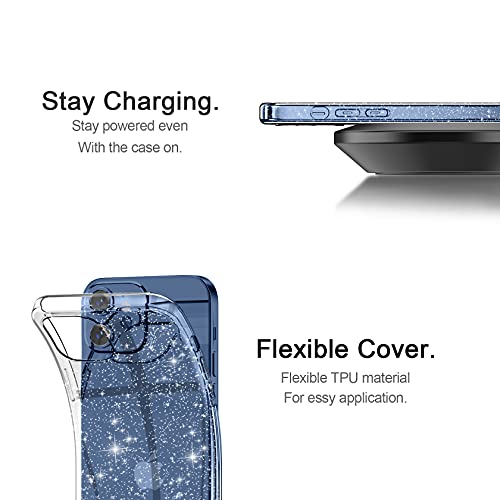 Stay Charging.
Stay powered even
With the case on.
Flexible Cover.
Flexible TPU material
For essy application.